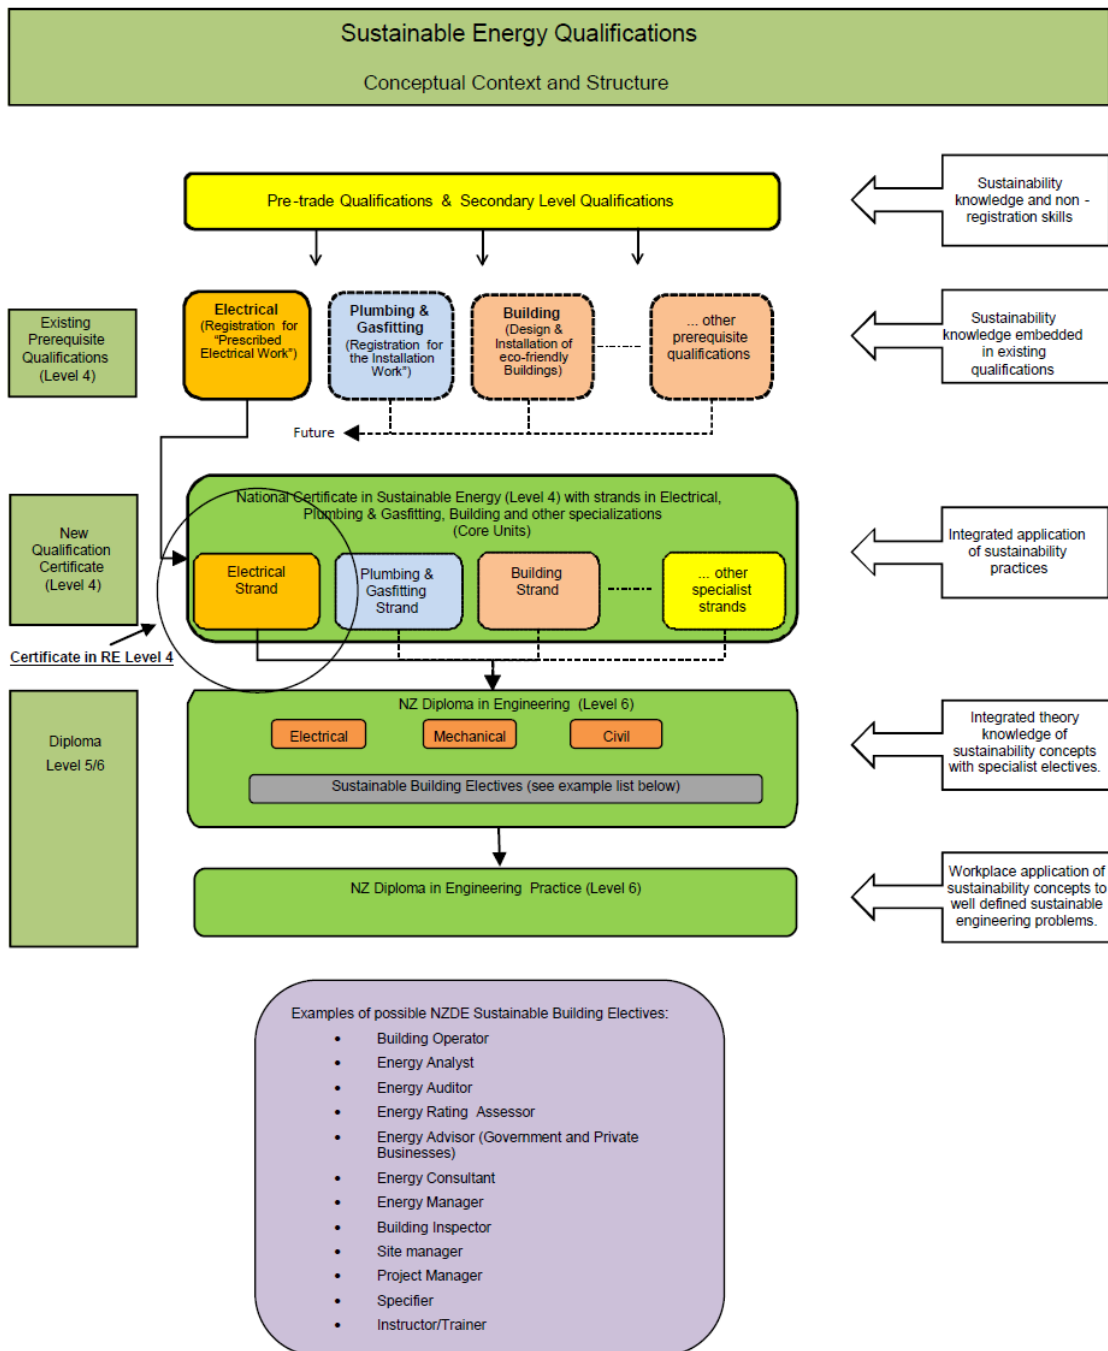 Sustainable Energy Qualifications
Conceptual Context and Structure
Pre-trade Qualifications & Secondary Level Qualifications
Sustainability
knowledge and non -
registration skills
Existing
Prerequisite
Qualifications
(Level 4)
Electrical
(Registration for
“Prescribed
Electrical Work”)
Plumbing &
Gasfitting
(Registration for
the Installation
Work”)
Building
(Design &
Installation of
eco-friendly
Buildings)
... other
prerequisite
qualifications
Sustainability
knowledge embedded
in existing
qualifications
Future
New
Qualification
Certificate
(Level 4)
National Certificate in Sustainable Energy (Level 4) with strands in Electrical,
Plumbing & Gasfitting, Building and other specializations
(Core Units)
Electrical
Strand
Plumbing &
Gasfitting
Strand
Building
Strand
... other
specialist
strands
Integrated application
of sustainability
practices
Certificate in RE Level 4
Diploma
Level 5/6
NZ Diploma in Engineering (Level 6)
Electrical
Mechanical
Civil
Sustainable Building Electives (see example list below)
Integrated theory
knowledge of
sustainability concepts
with specialist electives.
NZ Diploma in Engineering Practice (Level 6)
Workplace application of
sustainability concepts to
well defined sustainable
engineering problems.
Examples of possible NZDE Sustainable Building Electives:
• Building Operator
• Energy Analyst
• Energy Auditor
• Energy Rating Assessor
• Energy Advisor (Government and Private
Businesses)
• Energy Consultant
• Energy Manager
• Building Inspector
• Site manager
• Project Manager
• Specifier
• Instructor/Trainer